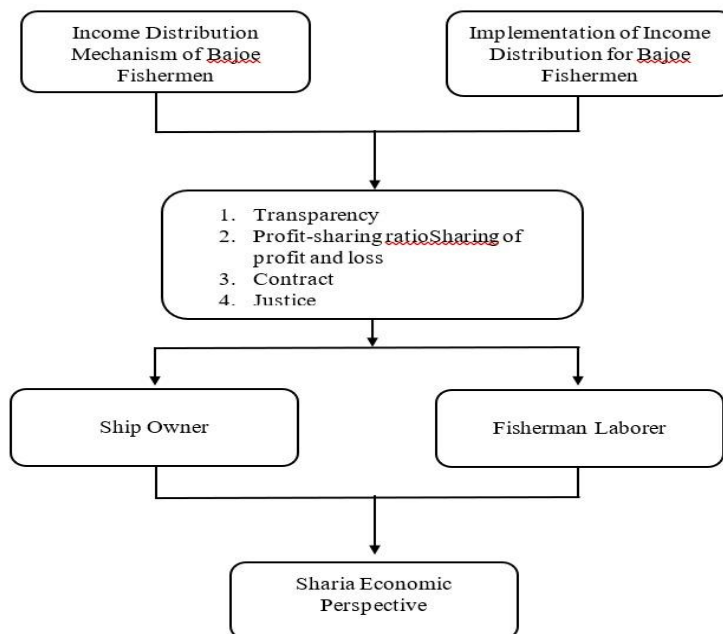 Income Distribution
Mechanism of Bajoe
Fishermen
Implementation of Income
Distribution for Bajoe
Fishermen
1. Transparency
2. Profit-sharing ratioSharing of
profit and loss
3. Contract
4. Justice
Ship Owner
Fisherman Laborer
Sharia Economic
Perspective